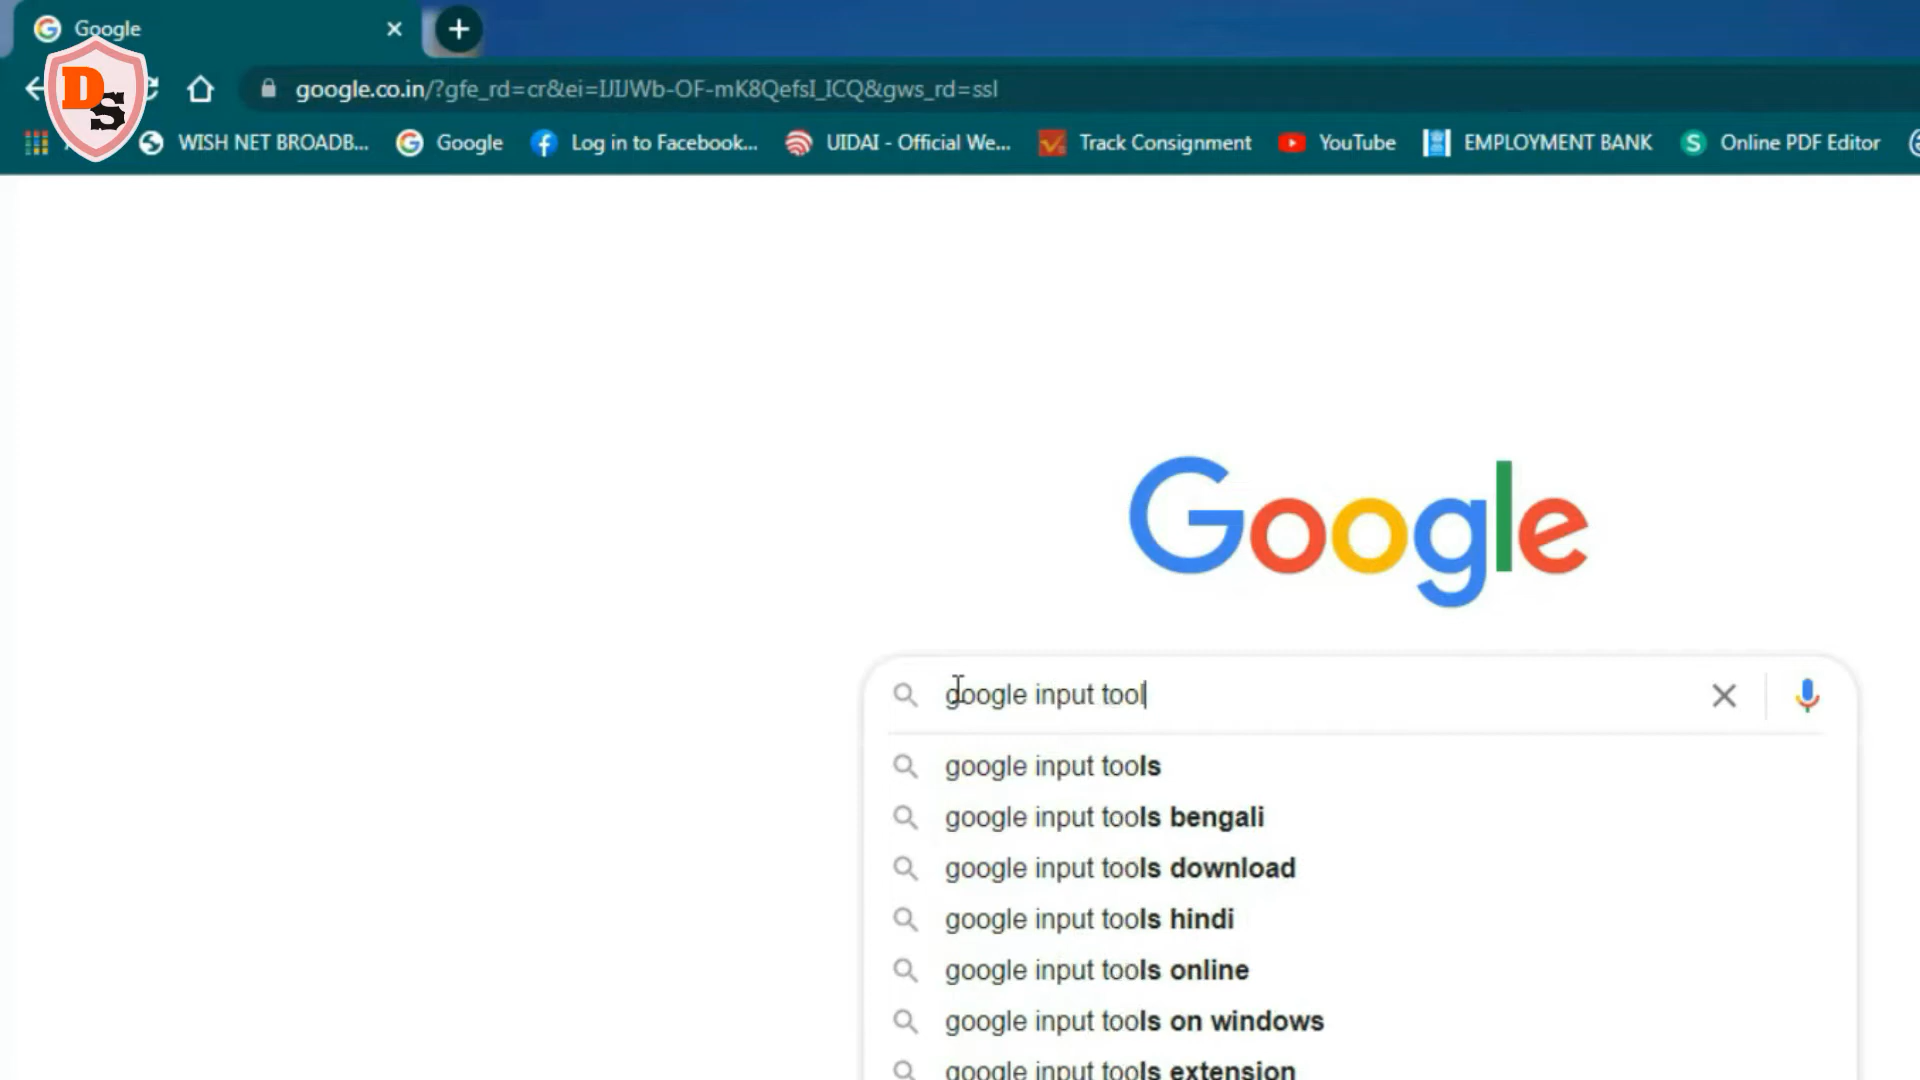 Google
DS
google.co.in/?gfe_rd=cr&ei=IJIJWb-OF-mK8QefsI_ICQ&gws_rd=ssl
WISH NET BROADB... Google Log in to Facebook... UIDAI - Official We... Track Consignment YouTube EMPLOYMENT BANK Online PDF Editor
Google
google input tool
google input tools
google input tools bengali
google input tools download
google input tools hindi
google input tools online
google input tools on windows
google input tools extension